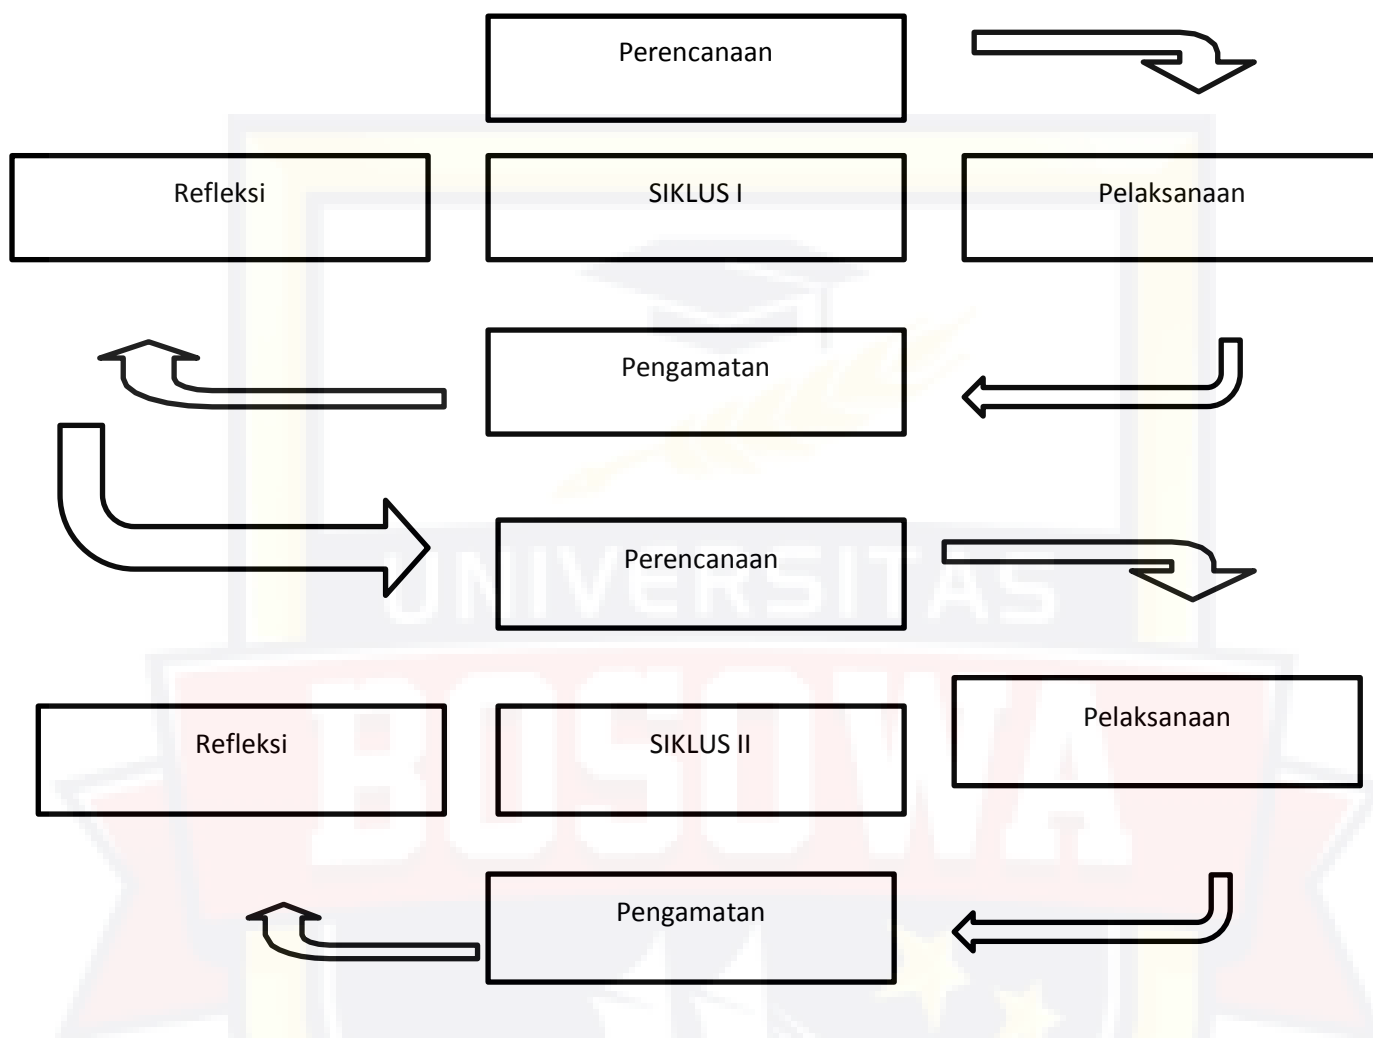 Perencanaan
Refleksi
SIKLUS I
Pelaksanaan
Pengamatan
Perencanaan
UNIVERSITAS
Refleksi
SIKLUS II
Pelaksanaan
BOSOWA
Pengamatan